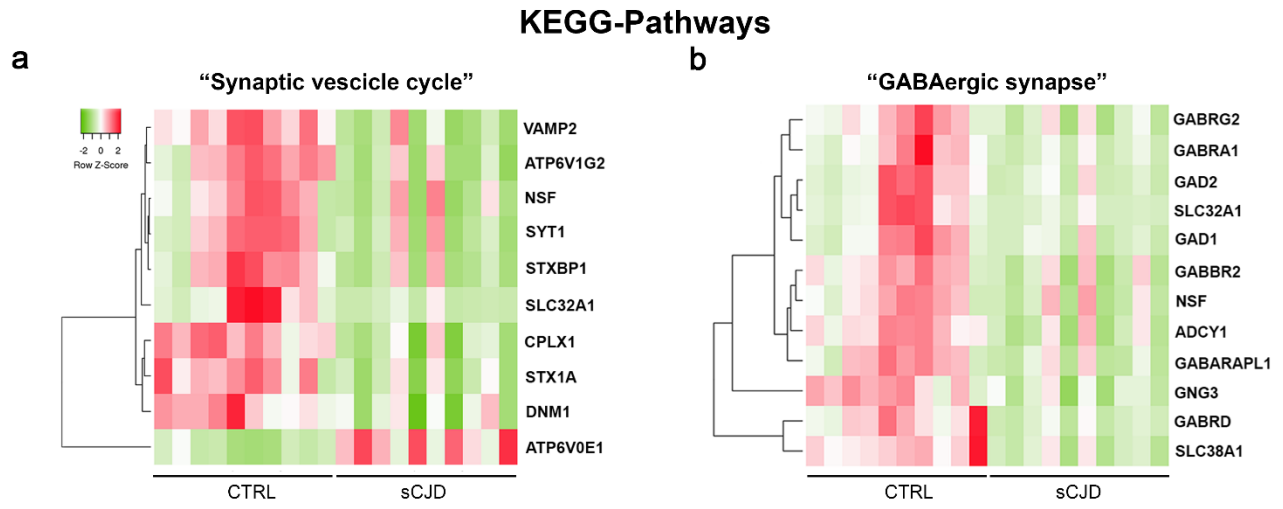 KEGG-Pathways
a
“Synaptic vescicle cycle”
-2 0 2
Row Z-Score
VAMP2
ATP6V1G2
NSF
SYT1
STXBP1
SLC32A1
CPLX1
STX1A
DNM1
ATP6V0E1
CTRL
sCJD
b
“GABAergic synapse”
GABRG2
GABRA1
GAD2
SLC32A1
GAD1
GABBR2
NSF
ADCY1
GABARAPL1
GNG3
GABRD
SLC38A1
CTRL
sCJD